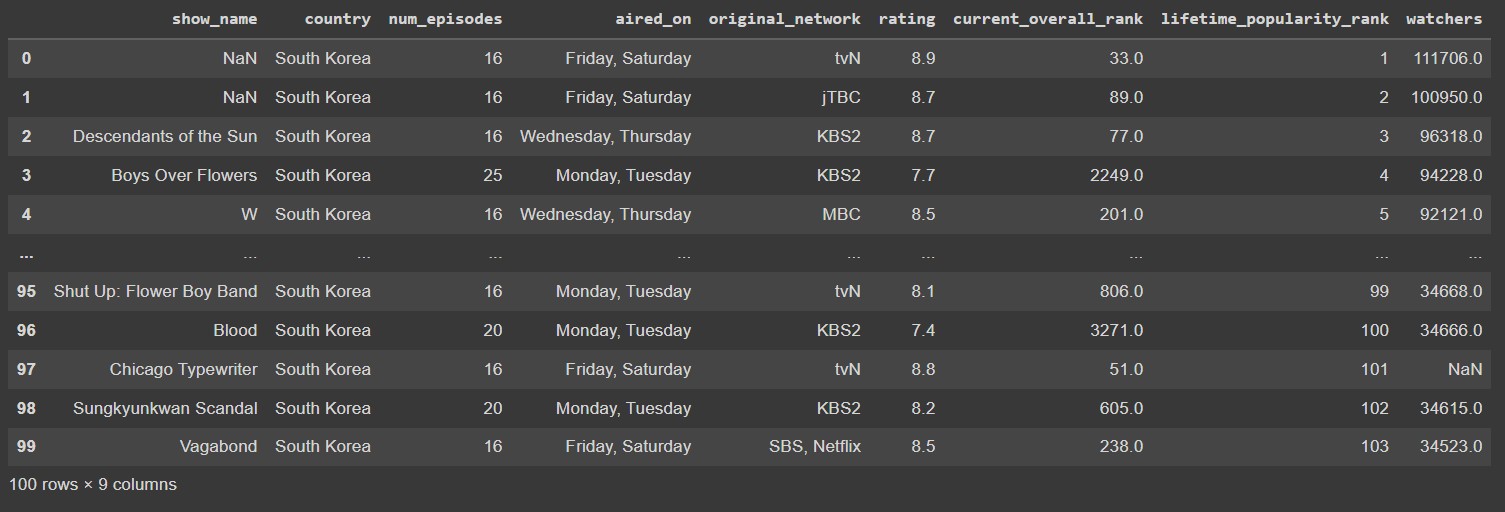 show_name country num_episodes aired_on original_network rating current_overall_rank lifetime_popularity_rank watchers
0 NaN South Korea 16 Friday, Saturday tvN 8.9 33.0 1 111706.0
1 NaN South Korea 16 Friday, Saturday jTBC 8.7 89.0 2 100950.0
2 Descendants of the Sun South Korea 16 Wednesday, Thursday KBS2 8.7 77.0 3 96318.0
3 Boys Over Flowers South Korea 25 Monday, Tuesday KBS2 7.7 2249.0 4 94228.0
4 W South Korea 16 Wednesday, Thursday MBC 8.5 201.0 5 92121.0
... ... ... ... ... ... ... ... ... ...
95 Shut Up: Flower Boy Band South Korea 16 Monday, Tuesday tvN 8.1 806.0 99 34668.0
96 Blood South Korea 20 Monday, Tuesday KBS2 7.4 3271.0 100 34666.0
97 Chicago Typewriter South Korea 16 Friday, Saturday tvN 8.8 51.0 101 NaN
98 Sungkyunkwan Scandal South Korea 20 Monday, Tuesday KBS2 8.2 605.0 102 34615.0
99 Vagabond South Korea 16 Friday, Saturday SBS, Netflix 8.5 238.0 103 34523.0
100 rows × 9 columns